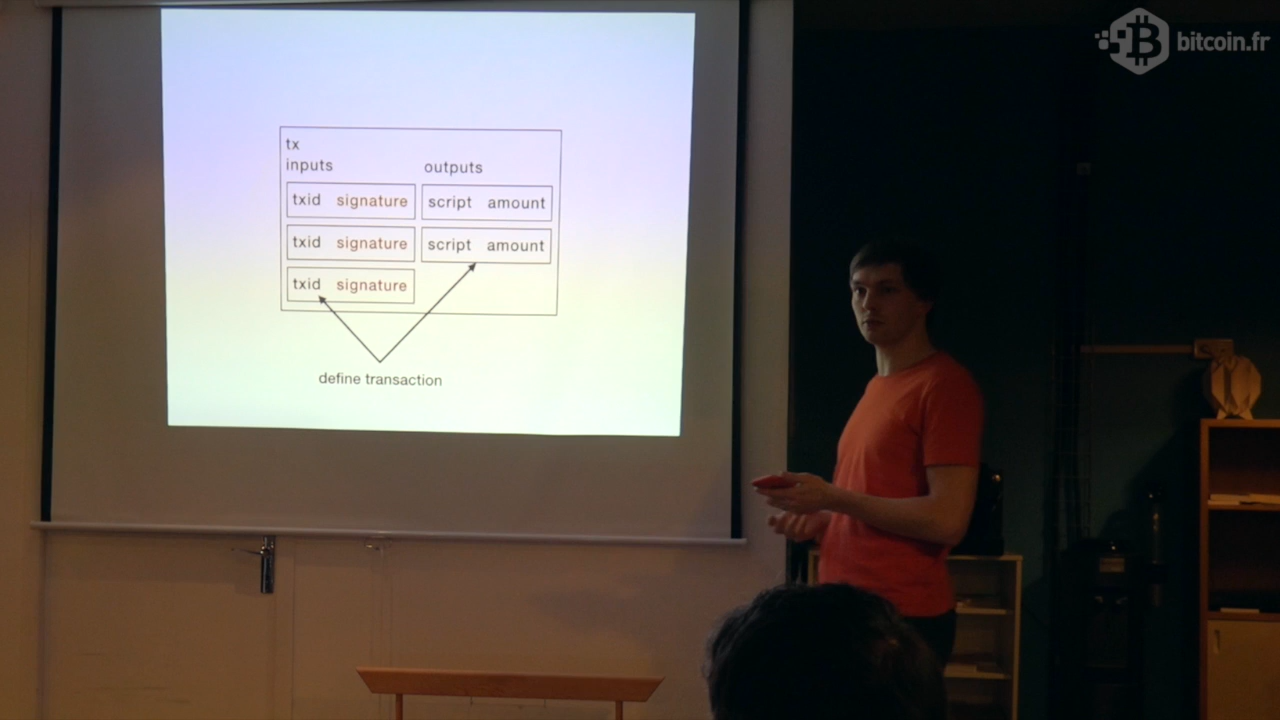 bitcoin.fr
tx
inputs outputs
txid signature script amount
txid signature script amount
txid signature
define transaction